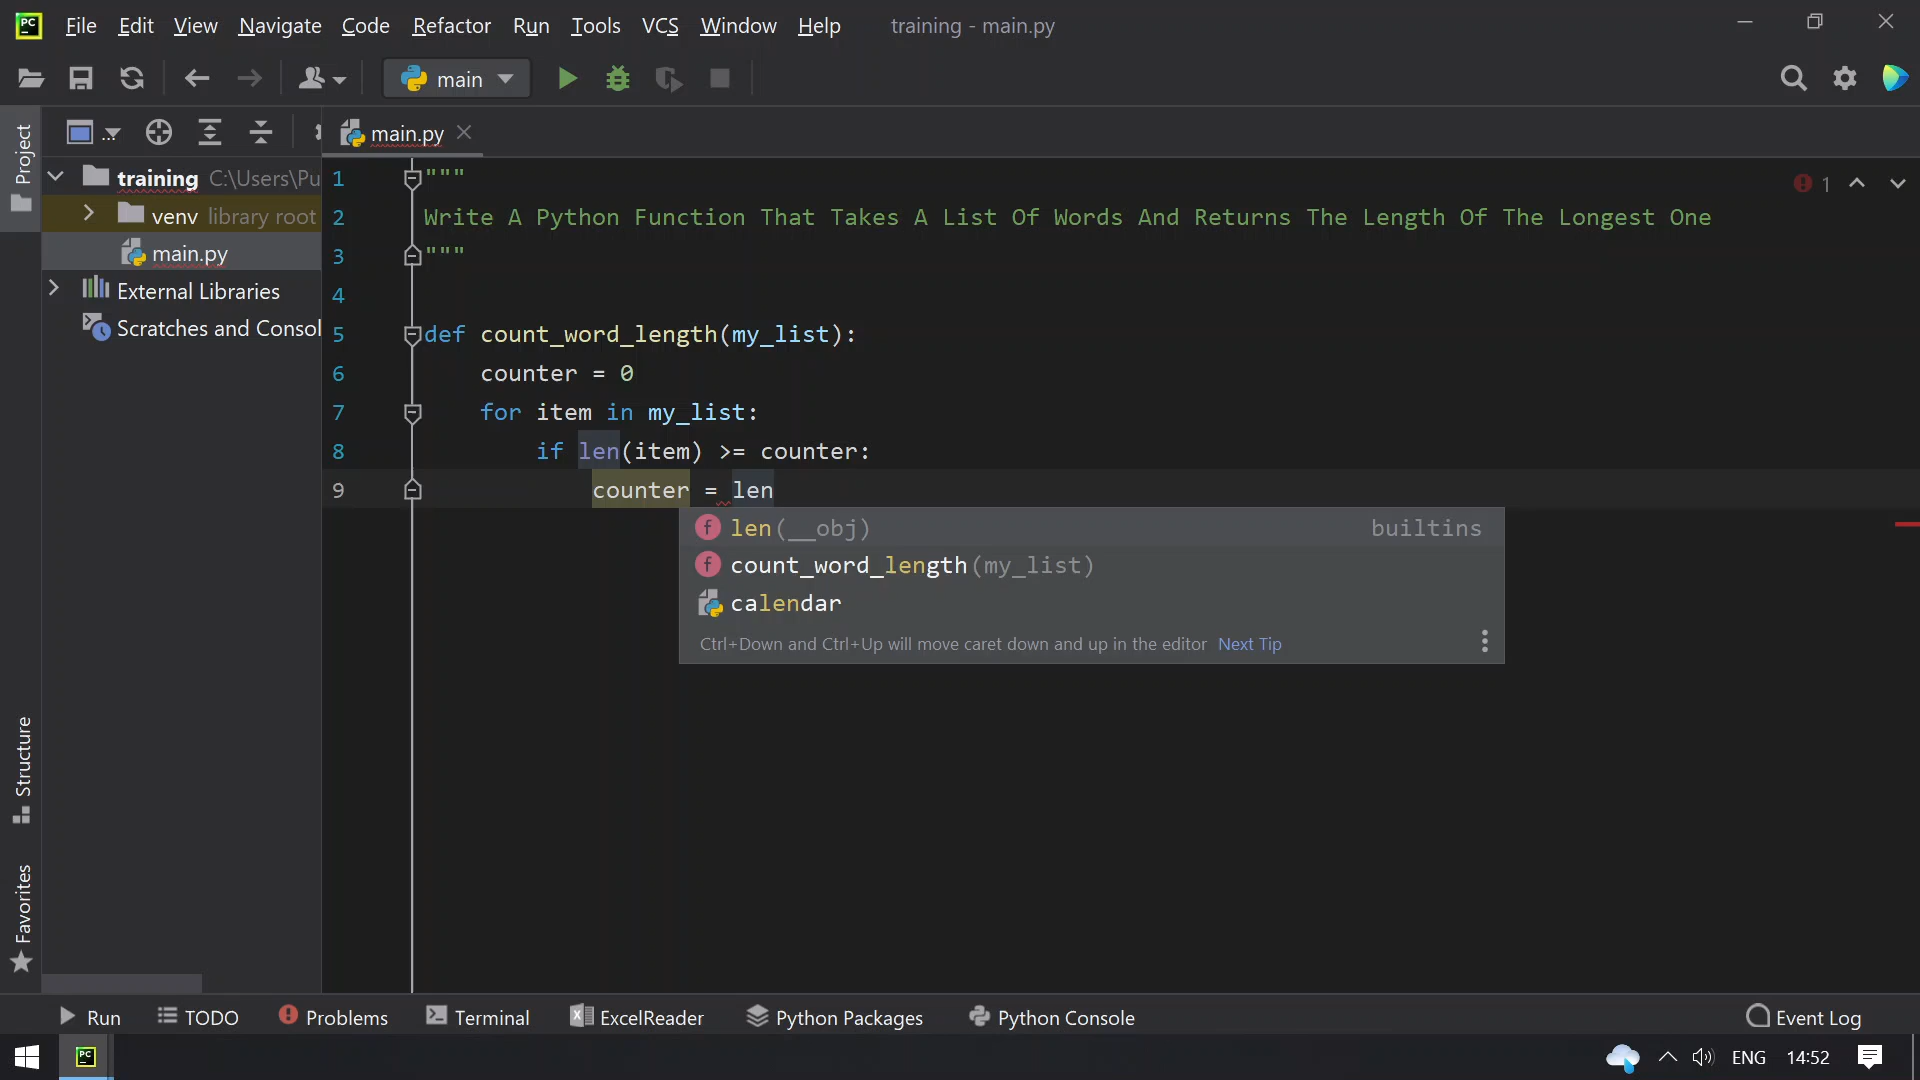 PC File Edit View Navigate Code Refactor Run Tools VCS Window Help training - main.py
main
Project
...
main.py
training C:\Users\Pu
venv library root
main.py
External Libraries
Scratches and Consol
1 """
2 Write A Python Function That Takes A List Of Words And Returns The Length Of The Longest One
3 """
4
5 def count_word_length(my_list):
6 counter = 0
7 for item in my_list:
8 if len(item) >= counter:
9 counter = len
1
len(__obj) builtins
count_word_length(my_list)
calendar
Ctrl+Down and Ctrl+Up will move caret down and up in the editor Next Tip
Structure
Favorites
Run TODO Problems Terminal ExcelReader Python Packages Python Console Event Log
PC ENG 14:52